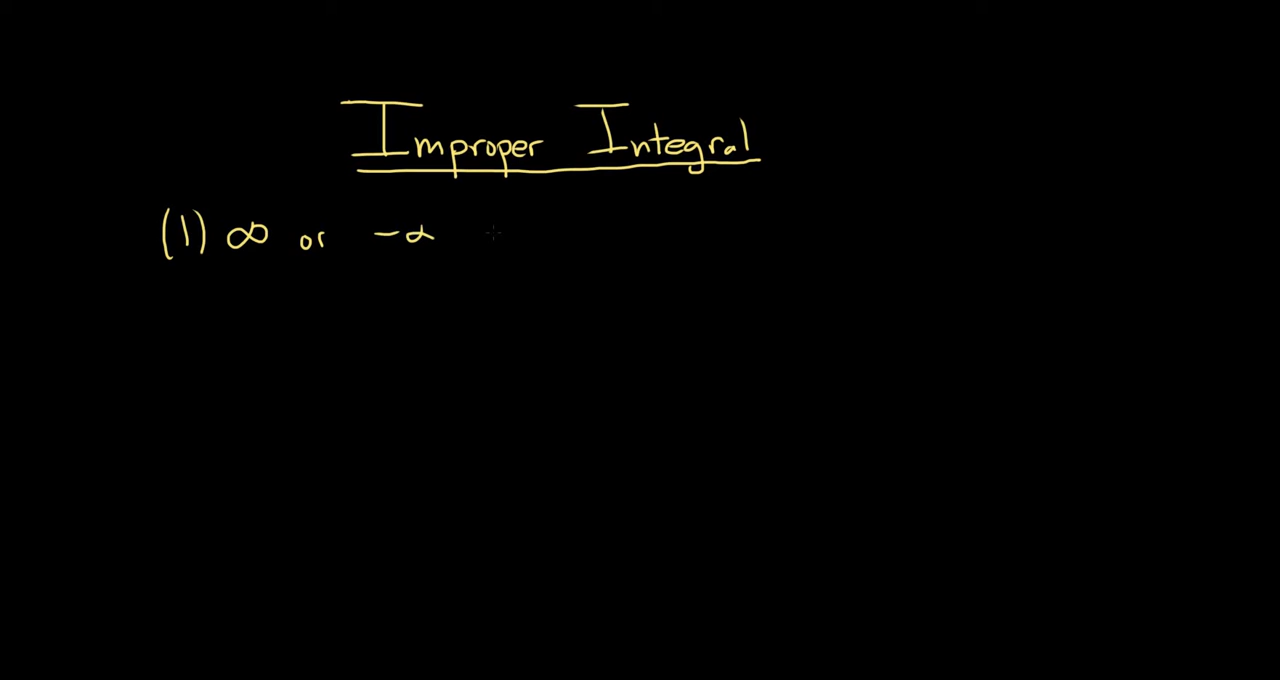 Improper Integral
(1) ∞ or -α